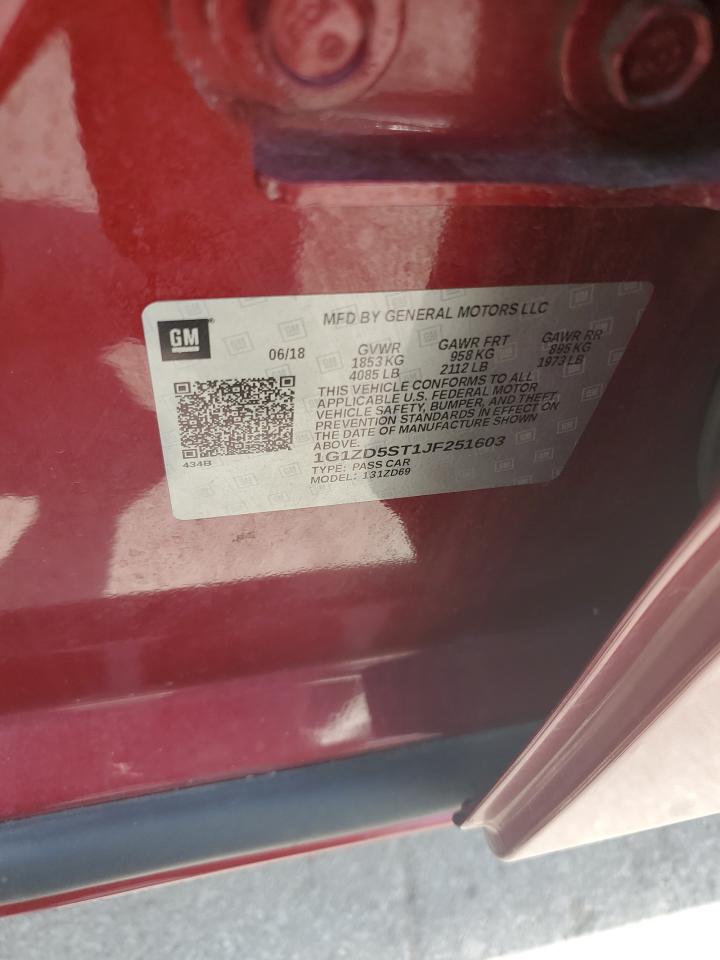 GM
MFD BY GENERAL MOTORS LLC
06/18
GVWR GAWR FRT GAWR RR
1853 KG 958 KG 895 KG
4085 LB 2112 LB 1973 LB
THIS VEHICLE CONFORMS TO ALL
APPLICABLE U.S. FEDERAL MOTOR
VEHICLE SAFETY, BUMPER, AND THEFT
PREVENTION STANDARDS IN EFFECT ON
THE DATE OF MANUFACTURE SHOWN
ABOVE.
434B
1G1ZD5ST1JF251603
TYPE: PASS CAR
MODEL: 131ZD69